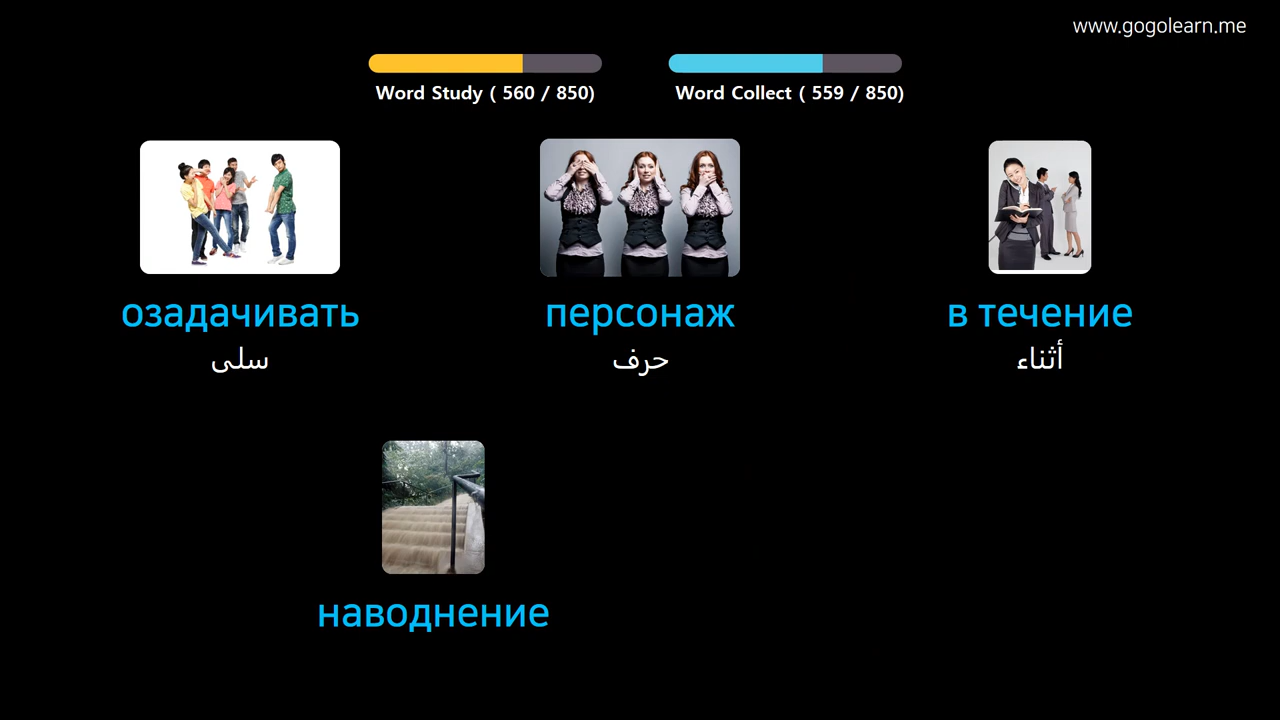 www.gogolearn.me
Word Study ( 560 / 850)
Word Collect ( 559 / 850)
озадачивать
персонаж
в течение
سلى
حرف
أثناء
наводнение